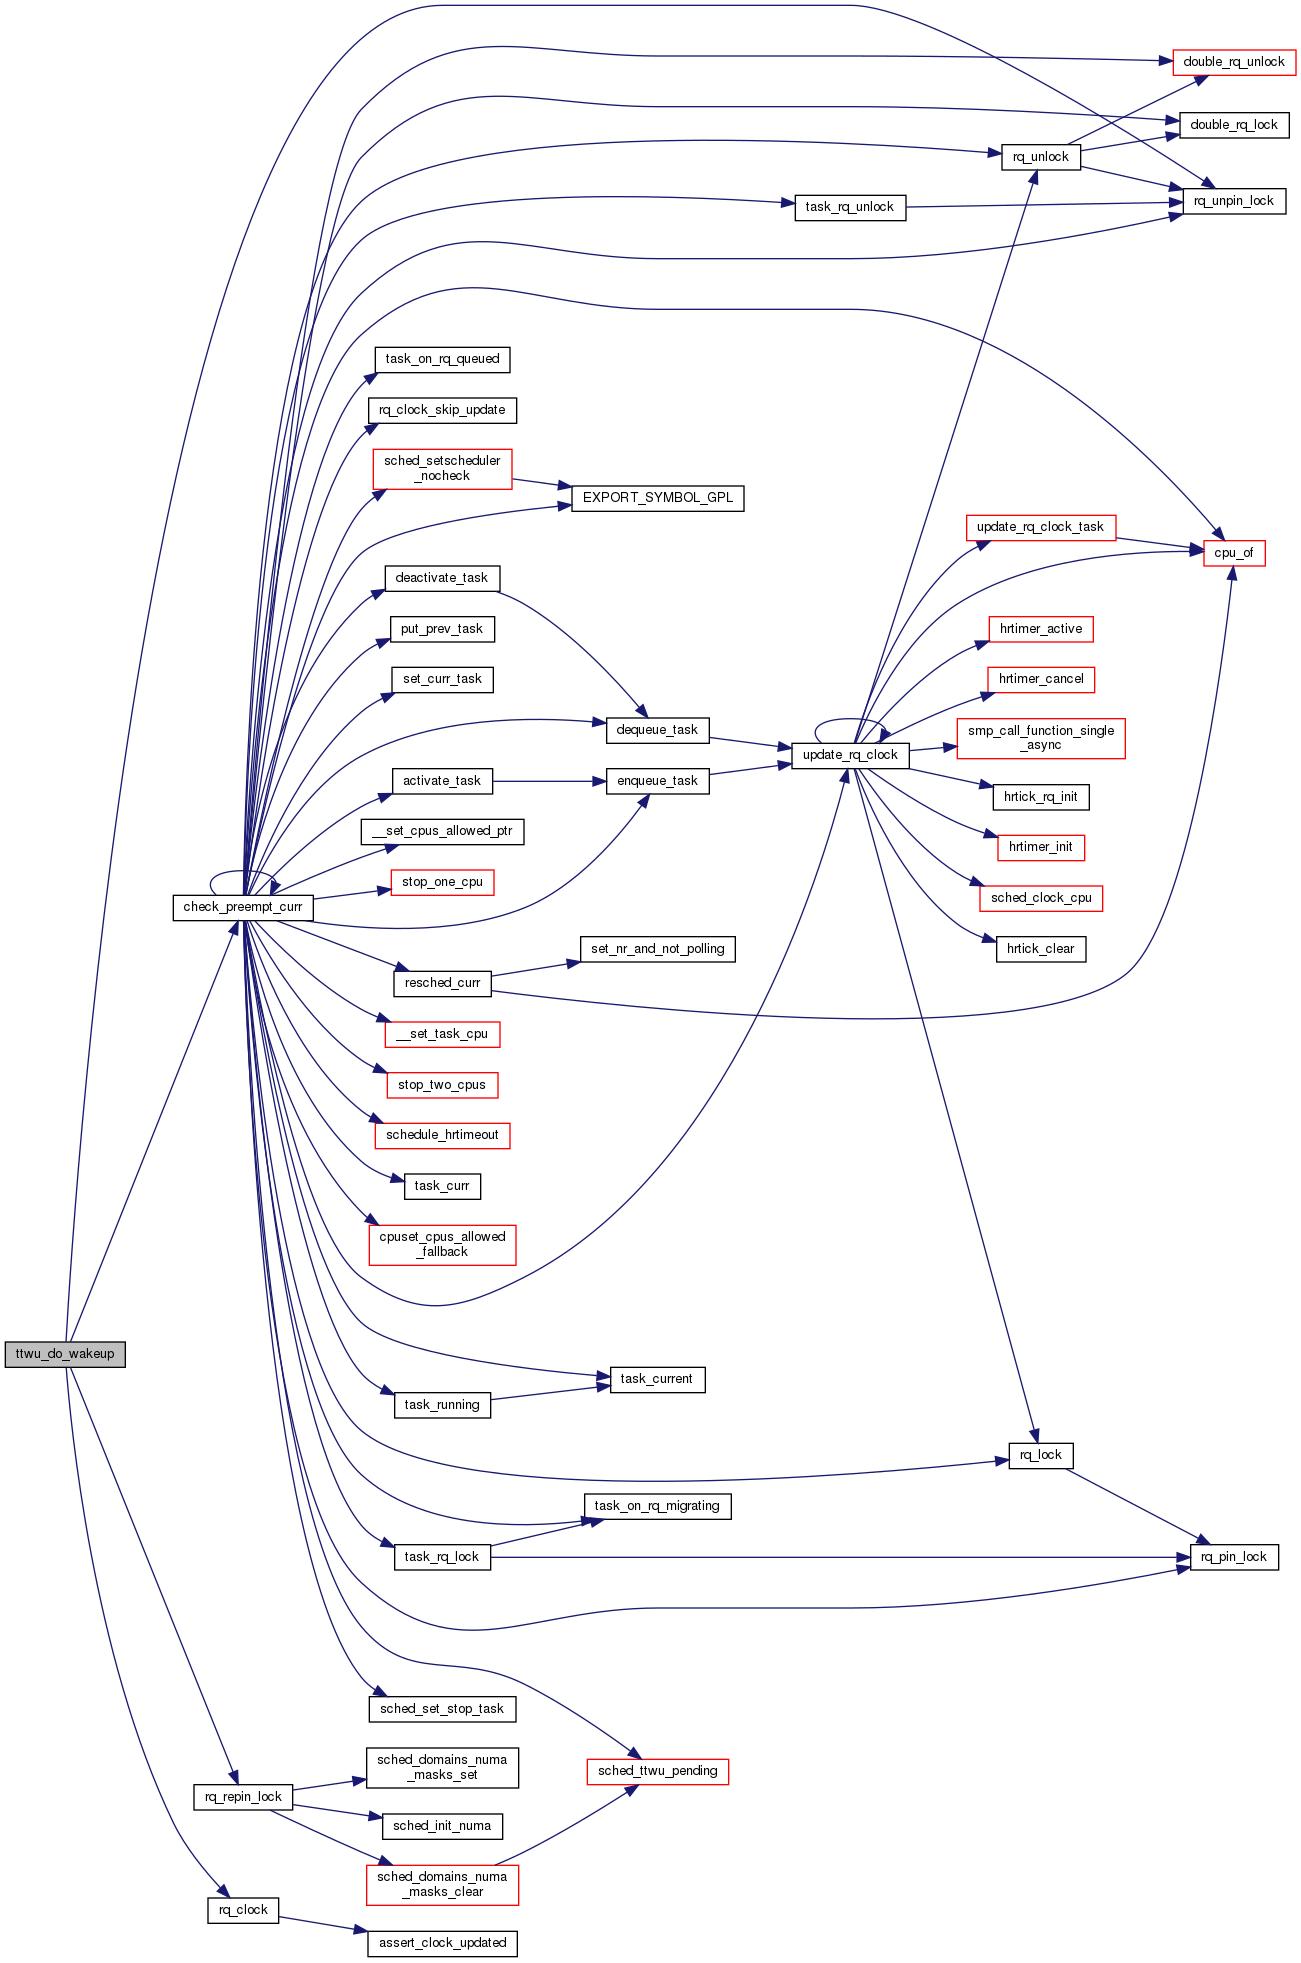 double_rq_unlock
double_rq_lock
rq_unlock
rq_unpin_lock
task_rq_unlock
task_on_rq_queued
rq_clock_skip_update
sched_setscheduler
_nocheck
EXPORT_SYMBOL_GPL
update_rq_clock_task
cpu_of
deactivate_task
put_prev_task
hrtimer_active
set_curr_task
hrtimer_cancel
dequeue_task
smp_call_function_single
_async
update_rq_clock
activate_task
enqueue_task
hrtick_rq_init
__set_cpus_allowed_ptr
hrtimer_init
stop_one_cpu
sched_clock_cpu
check_preempt_curr
set_nr_and_not_polling
hrtick_clear
resched_curr
__set_task_cpu
stop_two_cpus
schedule_hrtimeout
task_curr
cpuset_cpus_allowed
_fallback
ttwu_do_wakeup
task_current
task_running
rq_lock
task_on_rq_migrating
task_rq_lock
rq_pin_lock
sched_set_stop_task
sched_domains_numa
_masks_set
sched_ttwu_pending
rq_repin_lock
sched_init_numa
sched_domains_numa
_masks_clear
rq_clock
assert_clock_updated